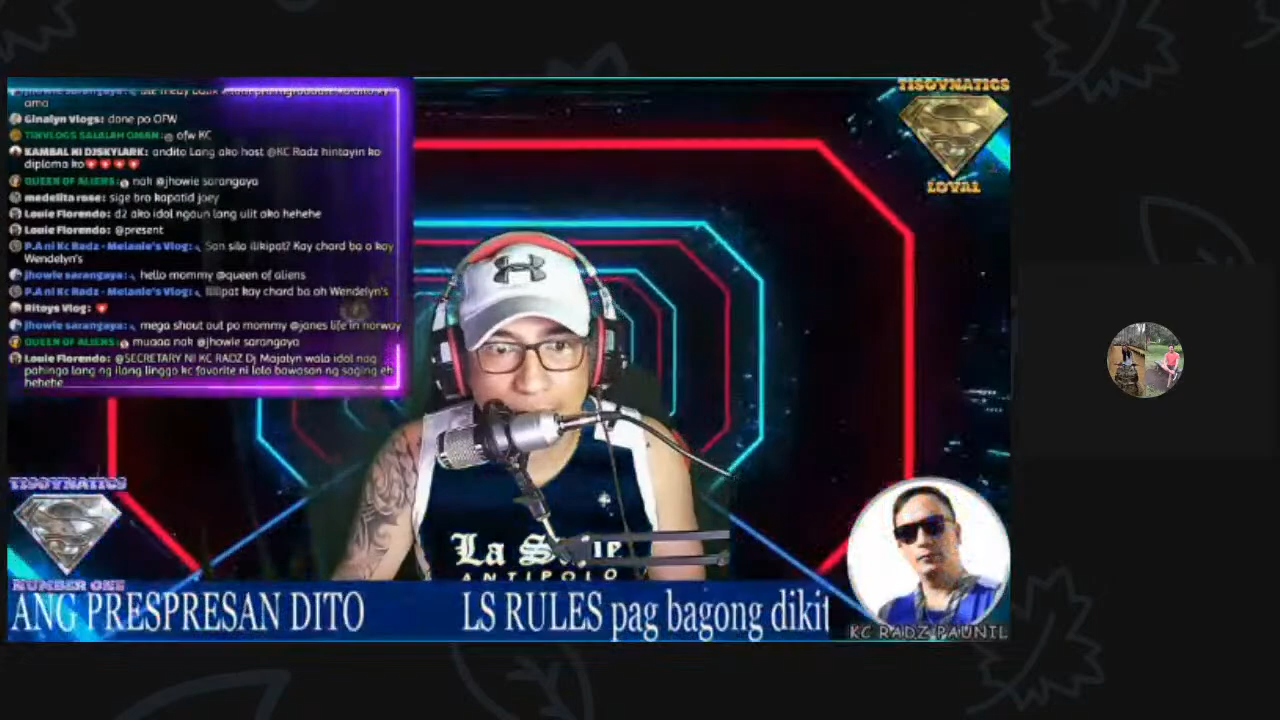 ama
Ginalyn Vlogs: done po OFW
TINVLOGS SALALAH OMAN: ofw KC
KAMBAL NI DJSKYLARK: andito Lang ako host @KC Radz hintayin ko
diploma ko
QUEEN OF ALIENS: nak @jhowie sarangaya
medelita rose: sige bro kapatid joey
Louie Florendo: d2 ako idol ngaun lang ulit ako hehehe
Louie Florendo: @present
P.A ni Kc Radz - Melanie's Vlog: San sila ililipat? Kay chard ba o kay
Wendelyn's
jhowie sarangaya: hello mommy @queen of aliens
P.A ni Kc Radz - Melanie's Vlog: lilipat kay chard ba oh Wendelyn's
Ritoys Vlog:
jhowie sarangaya: mega shout out po mommy @janes life in norway
QUEEN OF ALIENS: muaaa nak @jhowie sarangaya
Louie Florendo: @SECRETARY NI KC RADZ Dj Majalyn wala idol nag
pahinga lang ng ilang linggo kc favorite ni lolo bawasan ng saging eh
hehehe
TISOYNATICS
LOYAL
TISOYNATICS
NUMBER ONE
La Salle
ANTIPOLO
ANG PRESPRESAN DITO LS RULES pag bagong dikit
KC RADZ PAUNIL